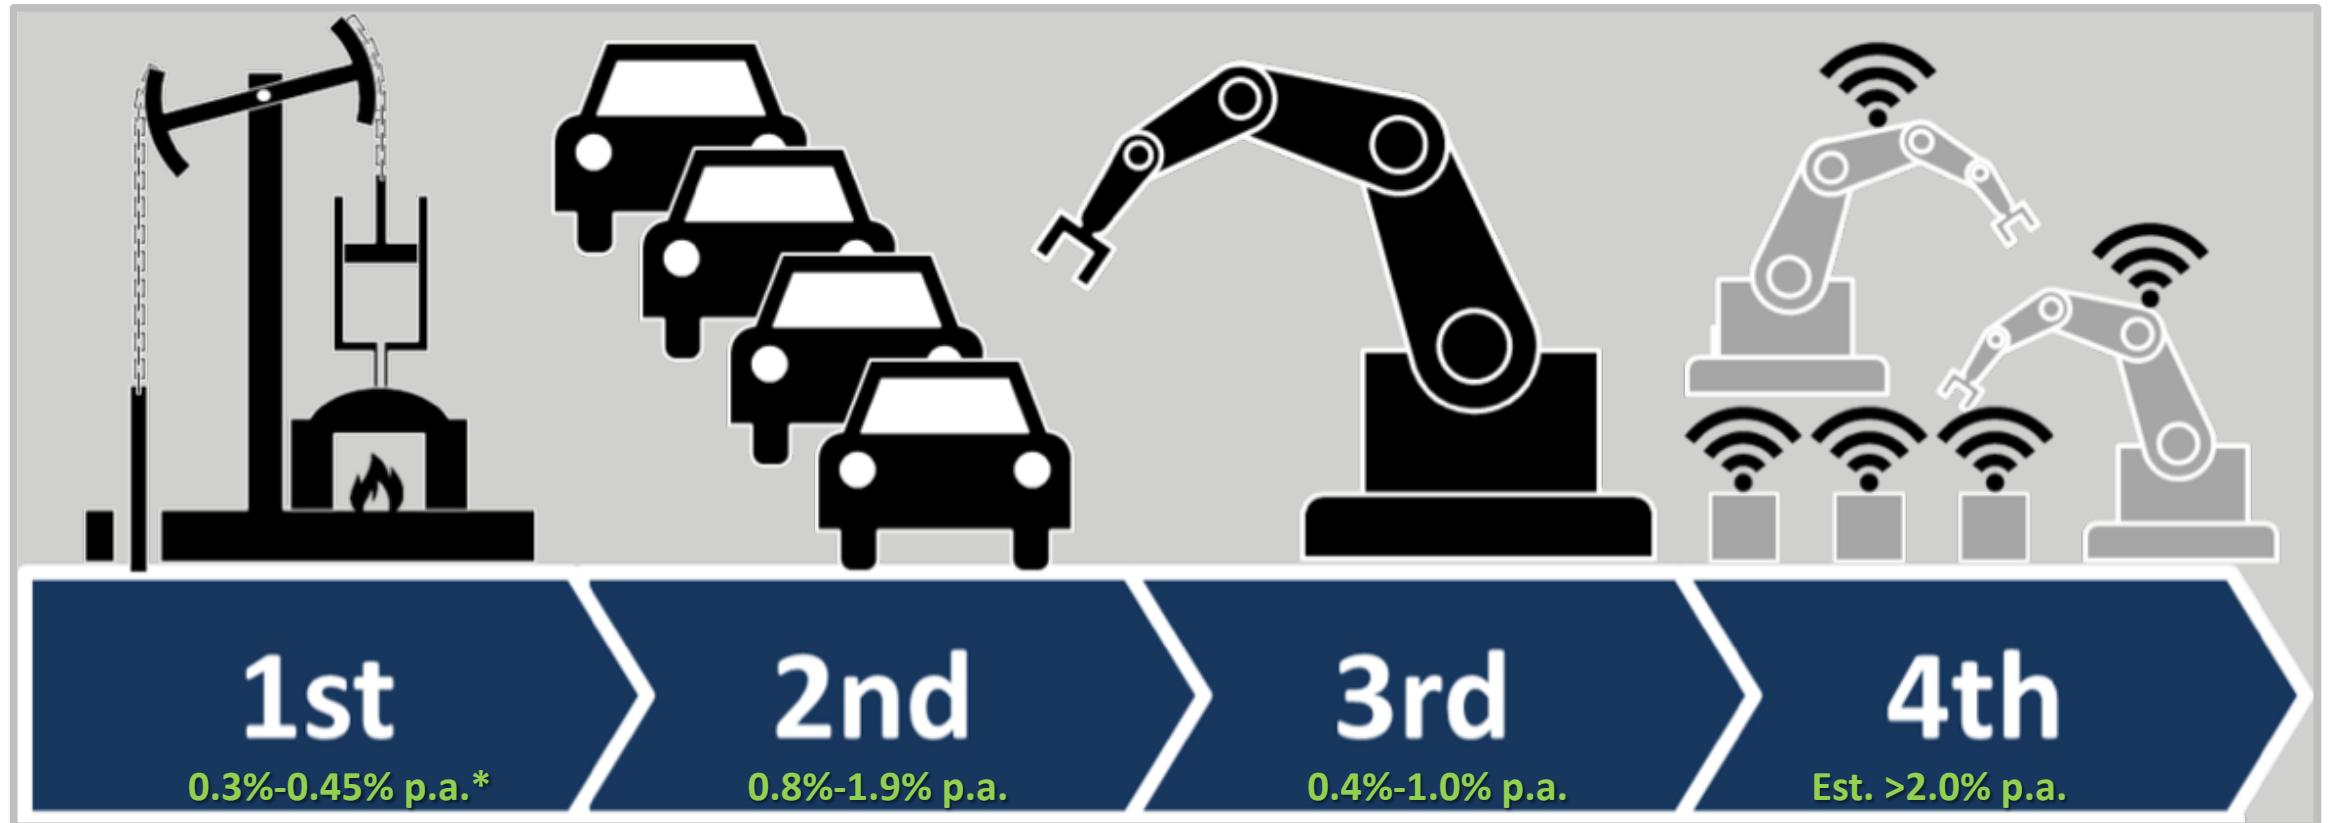 1st
0.3%-0.45% p.a.*
2nd
0.8%-1.9% p.a.
3rd
0.4%-1.0% p.a.
4th
Est. >2.0% p.a.